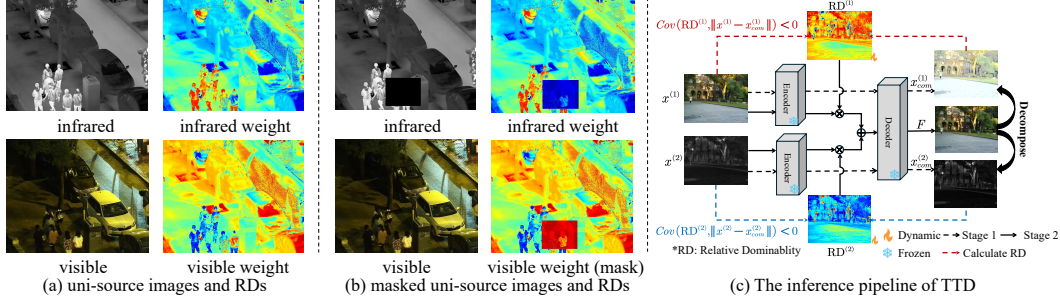 infrared
infrared weight
visible
visible weight
(a) uni-source images and RDs
infrared
infrared weight
visible
visible weight (mask)
(b) masked uni-source images and RDs
RD(1)
Cov(RD(1), ‖x(1) − x(1)com‖) < 0
x(1)
Encoder
x(1)com
x(2)
Encoder
Decoder
F
Decompose
x(2)com
Cov(RD(2), ‖x(2) − x(2)com‖) < 0
RD(2)
*RD: Relative Dominablity
Dynamic
Stage 1
Stage 2
Frozen
Calculate RD
(c) The inference pipeline of TTD